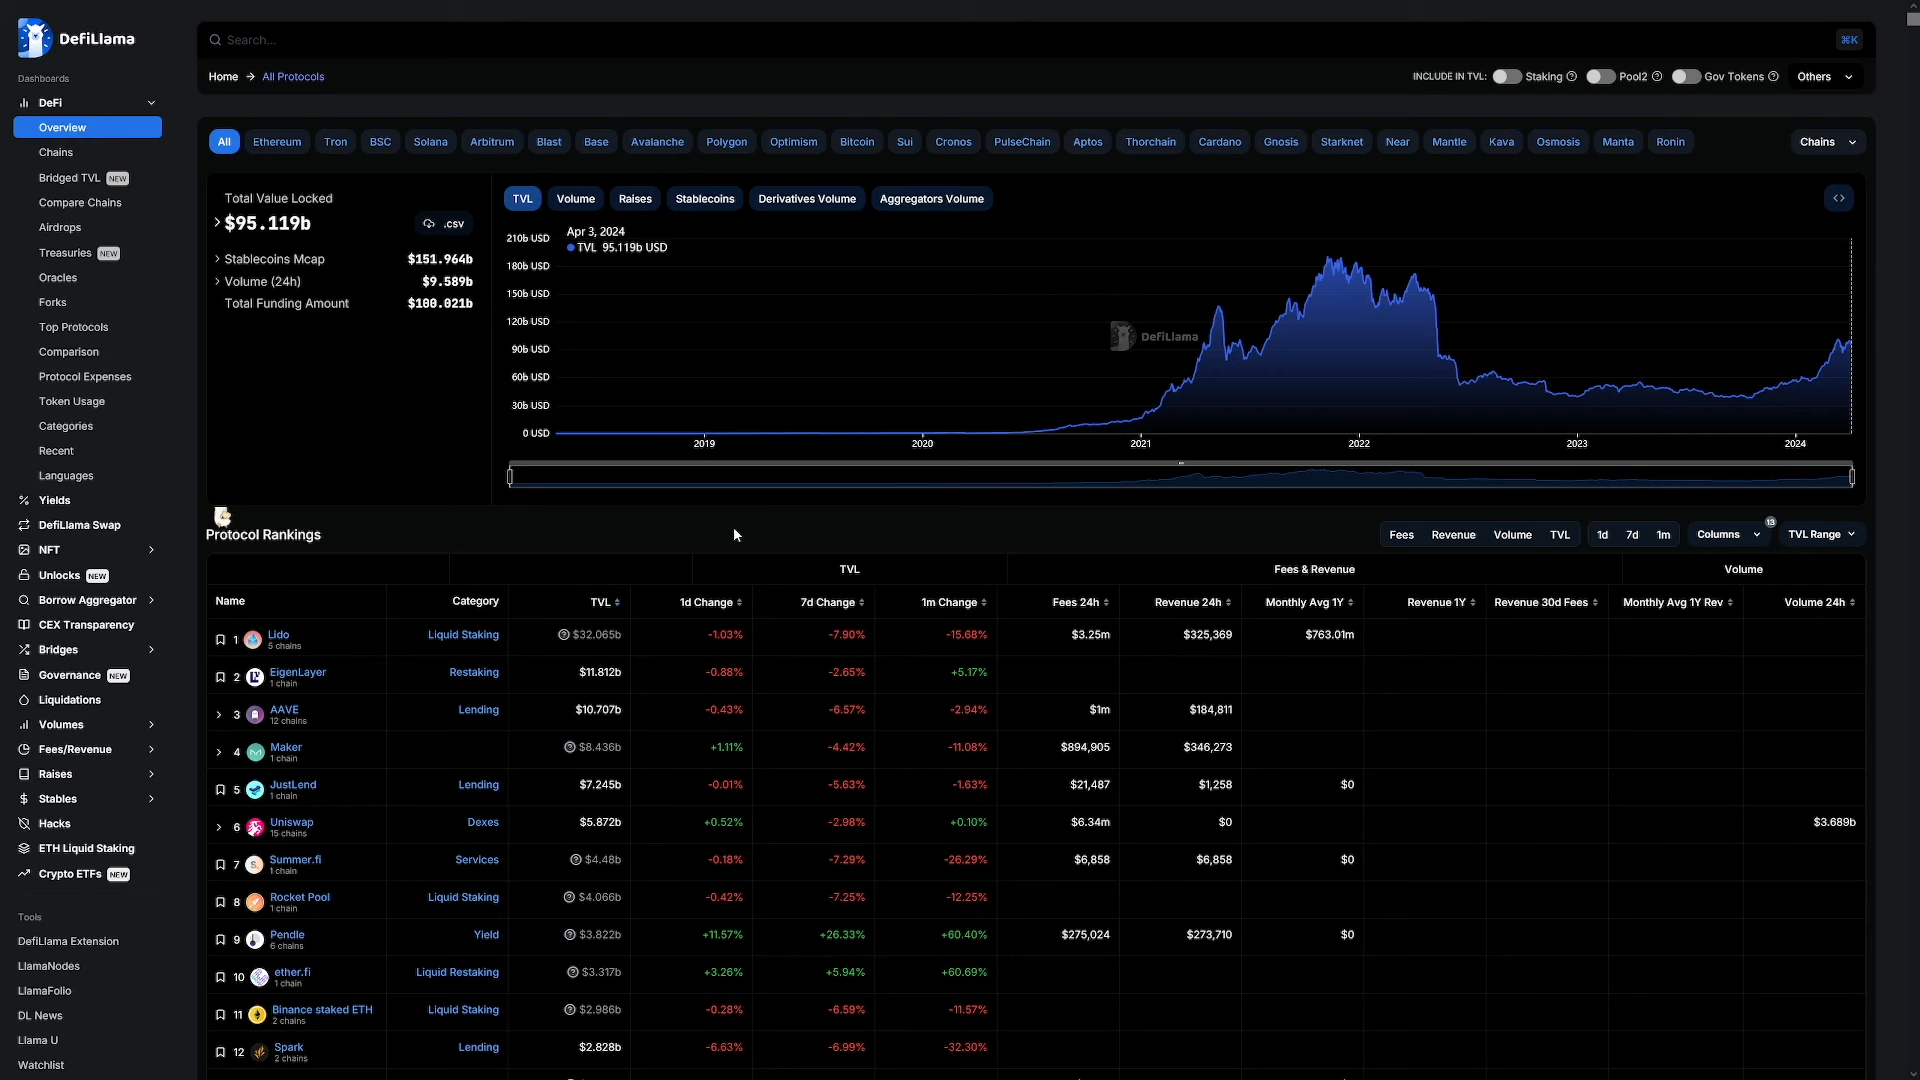 DefiLlama
Search...
⌘K
Home → All Protocols
INCLUDE IN TVL: Staking Pool2 Gov Tokens Others
Dashboards
DeFi
Overview
Chains
Bridged TVL NEW
Compare Chains
Airdrops
Treasuries NEW
Oracles
Forks
Top Protocols
Comparison
Protocol Expenses
Token Usage
Categories
Recent
Languages
Yields
DefiLlama Swap
NFT
Unlocks NEW
Borrow Aggregator
CEX Transparency
Bridges
Governance NEW
Liquidations
Volumes
Fees/Revenue
Raises
Stables
Hacks
ETH Liquid Staking
Crypto ETFs NEW
Tools
DefiLlama Extension
LlamaNodes
LlamaFolio
DL News
Llama U
Watchlist
All Ethereum Tron BSC Solana Arbitrum Blast Base Avalanche Polygon Optimism Bitcoin Sui Cronos PulseChain Aptos Thorchain Cardano Gnosis Starknet Near Mantle Kava Osmosis Manta Ronin Chains
Total Value Locked
$95.119b .csv
Stablecoins Mcap $151.964b
Volume (24h) $9.589b
Total Funding Amount $100.021b
TVL Volume Raises Stablecoins Derivatives Volume Aggregators Volume
Apr 3, 2024
TVL 95.119b USD
210b USD
180b USD
150b USD
120b USD
90b USD
60b USD
30b USD
0 USD
DefiLlama
2019 2020 2021 2022 2023 2024
Protocol Rankings
Fees Revenue Volume TVL 1d 7d 1m Columns 13 TVL Range
TVL Fees & Revenue Volume
Name Category TVL 1d Change 7d Change 1m Change Fees 24h Revenue 24h Monthly Avg 1Y Revenue 1Y Revenue 30d Fees Monthly Avg 1Y Rev Volume 24h
1 Lido Liquid Staking $32.065b -1.03% -7.90% -15.68% $3.25m $325,369 $763.01m
5 chains
2 EigenLayer Restaking $11.812b -0.88% -2.65% +5.17%
1 chain
3 AAVE Lending $10.707b -0.43% -6.57% -2.94% $1m $184,811
12 chains
4 Maker $8.436b +1.11% -4.42% -11.08% $894,905 $346,273
1 chain
5 JustLend Lending $7.245b -0.01% -5.63% -1.63% $21,487 $1,258 $0
1 chain
6 Uniswap Dexes $5.872b +0.52% -2.98% +0.10% $6.34m $0 $3.689b
15 chains
7 Summer.fi Services $4.48b -0.18% -7.29% -26.29% $6,858 $6,858 $0
1 chain
8 Rocket Pool Liquid Staking $4.066b -0.42% -7.25% -12.25%
1 chain
9 Pendle Yield $3.822b +11.57% +26.33% +60.40% $275,024 $273,710 $0
6 chains
10 ether.fi Liquid Restaking $3.317b +3.26% +5.94% +60.69%
1 chain
11 Binance staked ETH Liquid Staking $2.986b -0.28% -6.59% -11.57%
2 chains
12 Spark Lending $2.828b -6.63% -6.99% -32.30%
2 chains